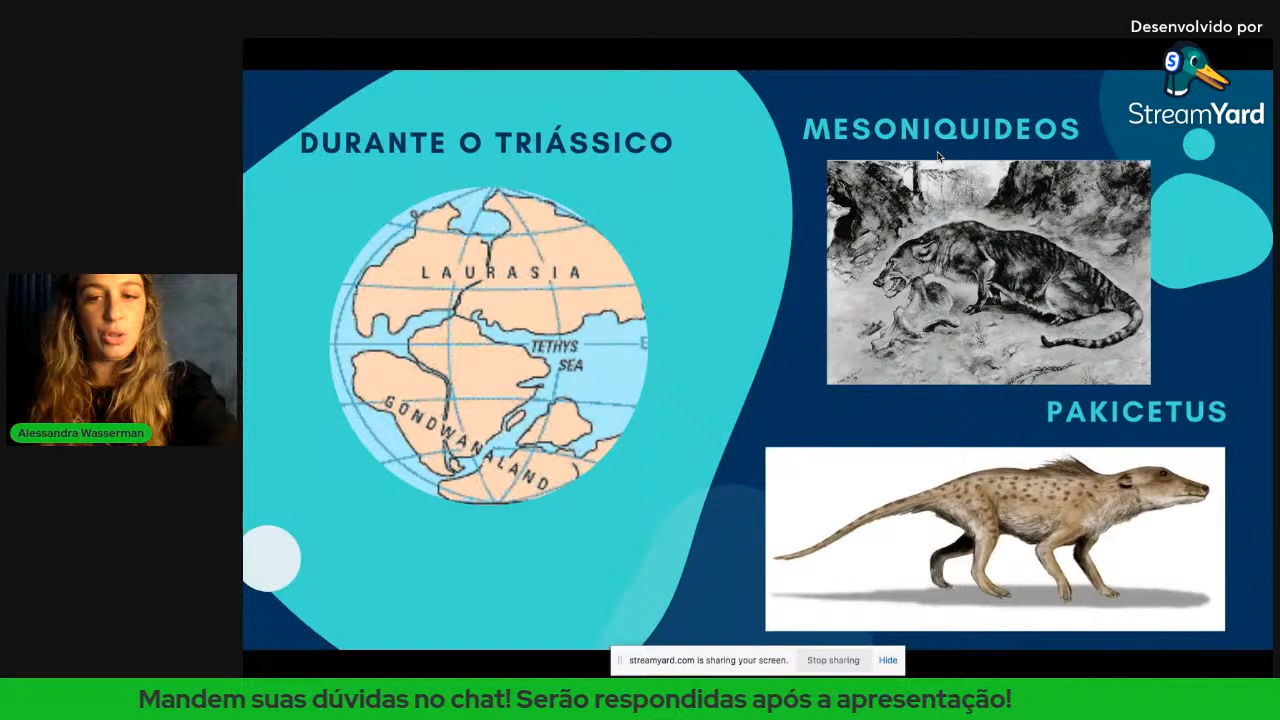 Desenvolvido por
StreamYard
DURANTE O TRIÁSSICO
MESONIQUIDEOS
LAURASIA
TETHYS
SEA
E
GONDWANALAND
PAKICETUS
Alessandra Wasserman
streamyard.com is sharing your screen. Stop sharing Hide
Mandem suas dúvidas no chat! Serão respondidas após a apresentação!